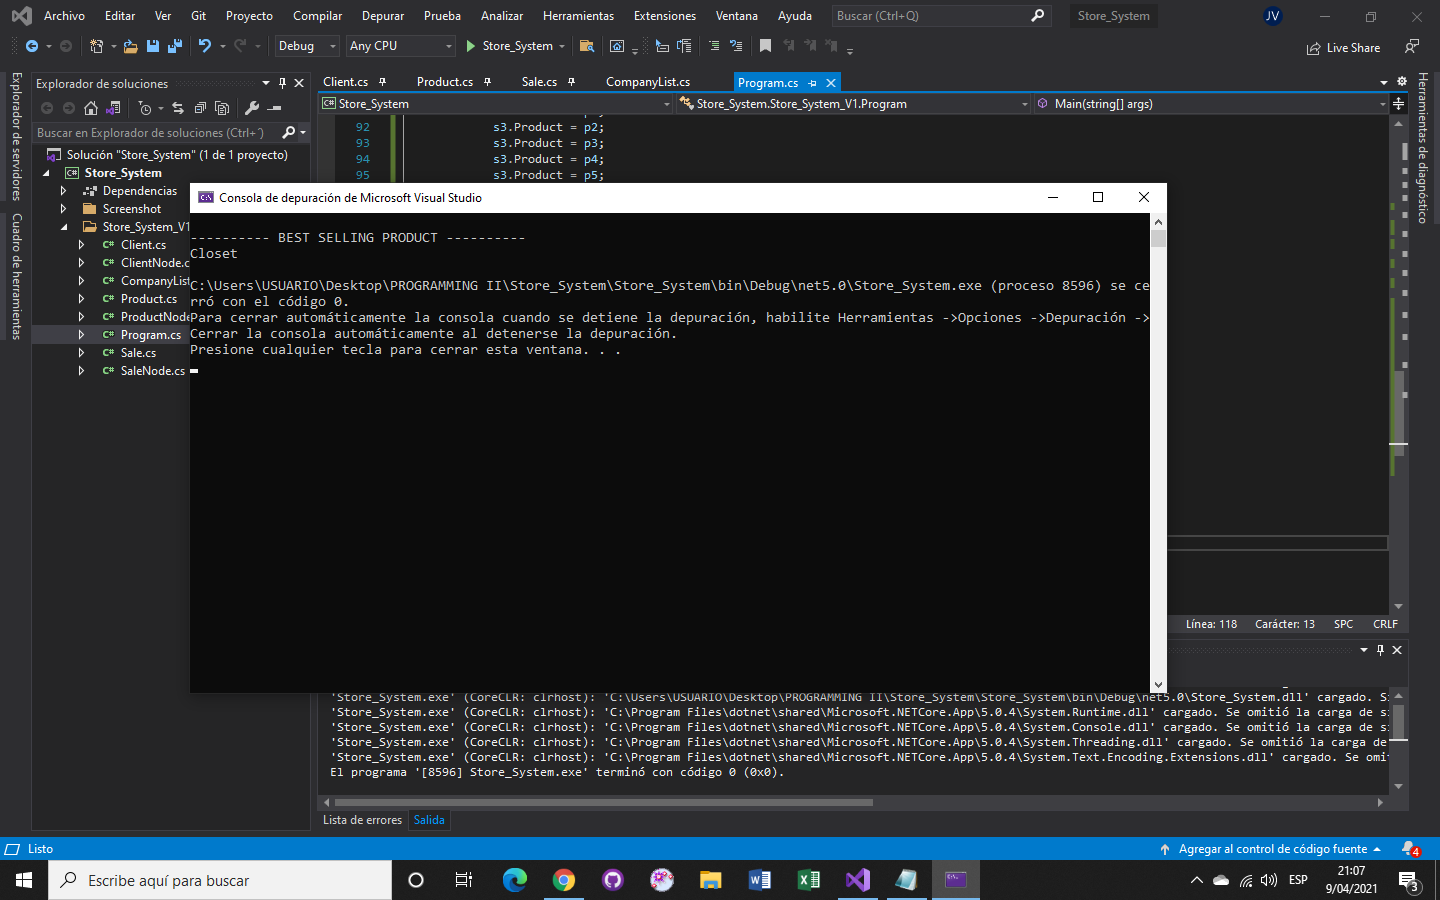 Archivo Editar Ver Git Proyecto Compilar Depurar Prueba Analizar Herramientas Extensiones Ventana Ayuda Buscar (Ctrl+Q) Store_System JV
Debug Any CPU Store_System Live Share
Explorador de servidores
Cuadro de herramientas
Explorador de soluciones
Buscar en Explorador de soluciones (Ctrl+´)
Solución "Store_System" (1 de 1 proyecto)
Store_System
Dependencias
Screenshot
Store_System_V1
C# Client.cs
C# ClientNode.c
C# CompanyList
C# Product.cs
C# ProductNode
C# Program.cs
C# Sale.cs
C# SaleNode.cs
Client.cs Product.cs Sale.cs CompanyList.cs Program.cs
C# Store_System Store_System.Store_System_V1.Program Main(string[] args)
92 s3.Product = p2;
93 s3.Product = p3;
94 s3.Product = p4;
95 s3.Product = p5;
Herramientas de diagnóstico
C:\ Consola de depuración de Microsoft Visual Studio
---------- BEST SELLING PRODUCT ----------
Closet
C:\Users\USUARIO\Desktop\PROGRAMMING II\Store_System\Store_System\bin\Debug\net5.0\Store_System.exe (proceso 8596) se ce
rró con el código 0.
Para cerrar automáticamente la consola cuando se detiene la depuración, habilite Herramientas ->Opciones ->Depuración ->
Cerrar la consola automáticamente al detenerse la depuración.
Presione cualquier tecla para cerrar esta ventana. . .
Línea: 118 Carácter: 13 SPC CRLF
'Store_System.exe' (CoreCLR: clrhost): 'C:\Users\USUARIO\Desktop\PROGRAMMING II\Store_System\Store_System\bin\Debug\net5.0\Store_System.dll' cargado. S
'Store_System.exe' (CoreCLR: clrhost): 'C:\Program Files\dotnet\shared\Microsoft.NETCore.App\5.0.4\System.Runtime.dll' cargado. Se omitió la carga de si
'Store_System.exe' (CoreCLR: clrhost): 'C:\Program Files\dotnet\shared\Microsoft.NETCore.App\5.0.4\System.Console.dll' cargado. Se omitió la carga de si
'Store_System.exe' (CoreCLR: clrhost): 'C:\Program Files\dotnet\shared\Microsoft.NETCore.App\5.0.4\System.Threading.dll' cargado. Se omitió la carga de
'Store_System.exe' (CoreCLR: clrhost): 'C:\Program Files\dotnet\shared\Microsoft.NETCore.App\5.0.4\System.Text.Encoding.Extensions.dll' cargado. Se omi
El programa '[8596] Store_System.exe' terminó con código 0 (0x0).
Lista de errores Salida
Listo Agregar al control de código fuente 4
Escribe aquí para buscar ESP 21:07
9/04/2021 3